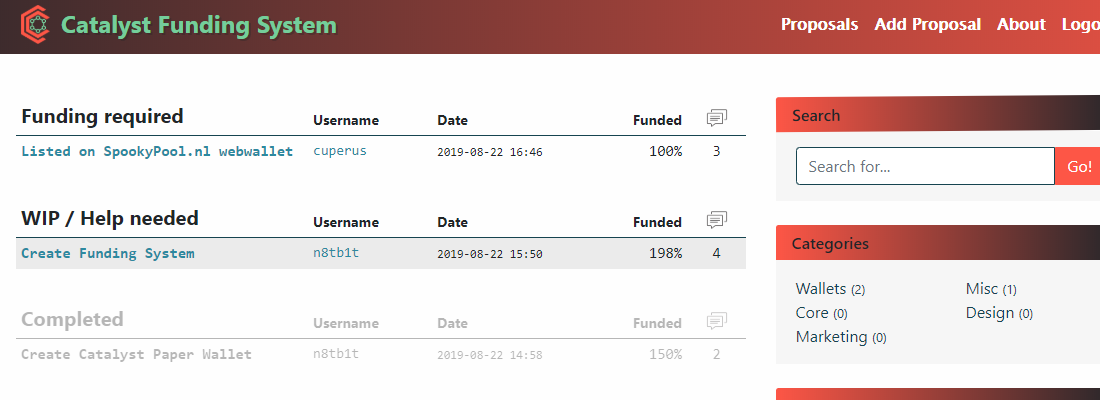 Catalyst Funding System
Proposals Add Proposal About Logo
Funding required Username Date Funded
Listed on SpookyPool.nl webwallet cuperus 2019-08-22 16:46 100% 3
WIP / Help needed Username Date Funded
Create Funding System n8tb1t 2019-08-22 15:50 198% 4
Completed Username Date Funded
Create Catalyst Paper Wallet n8tb1t 2019-08-22 14:58 150% 2
Search
Search for... Go!
Categories
Wallets (2) Misc (1)
Core (0) Design (0)
Marketing (0)